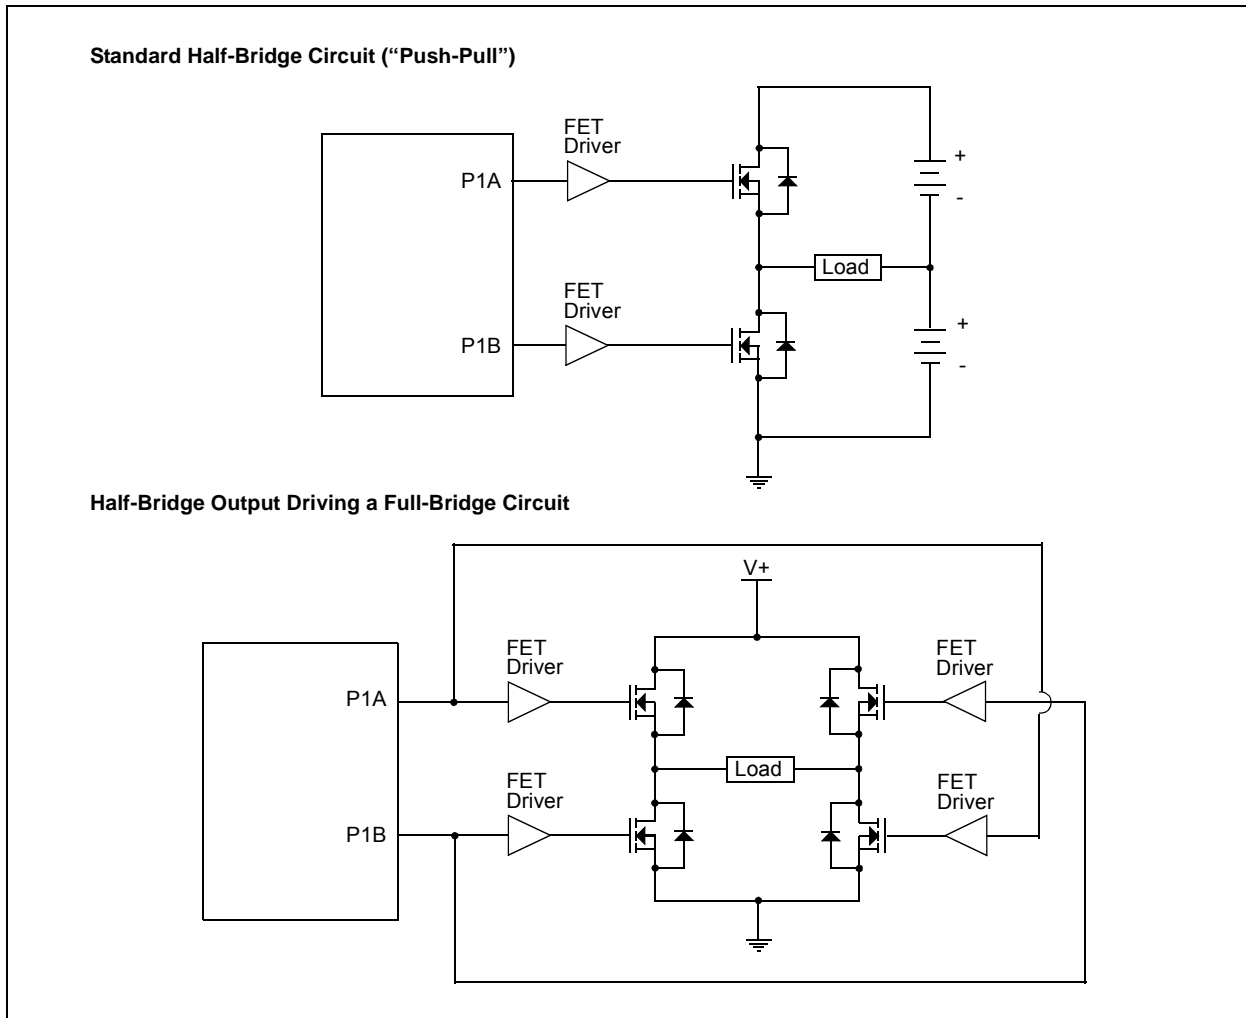 Standard Half-Bridge Circuit (“Push-Pull”)
FET
Driver
P1A
+
-
Load
FET
Driver
P1B
+
-
Half-Bridge Output Driving a Full-Bridge Circuit
V+
FET
Driver
FET
Driver
P1A
Load
FET
Driver
FET
Driver
P1B